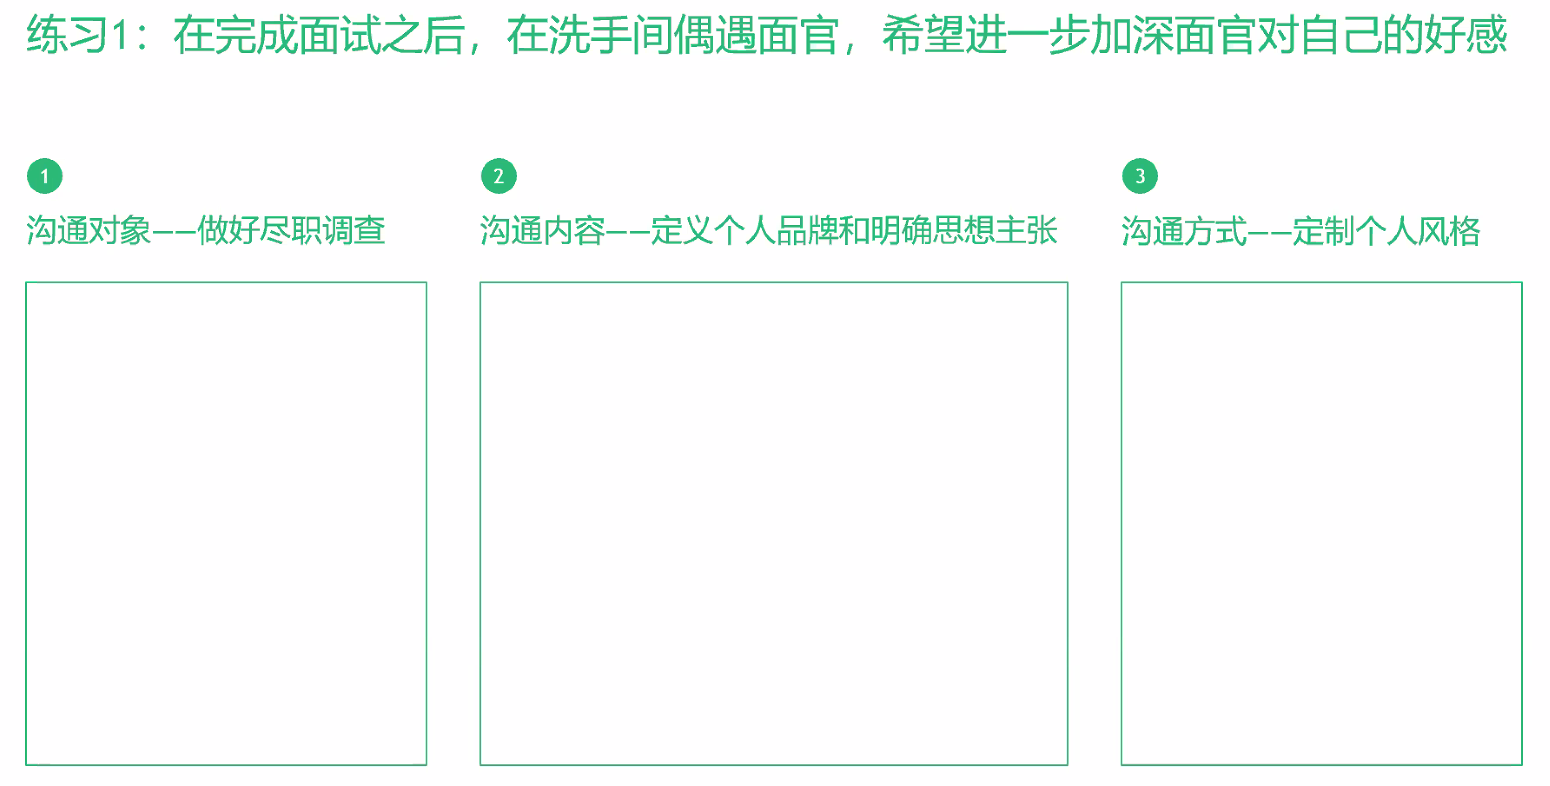 练习1：在完成面试之后，在洗手间偶遇面官，希望进一步加深面官对自己的好感
1
沟通对象——做好尽职调查
2
沟通内容——定义个人品牌和明确思想主张
3
沟通方式——定制个人风格